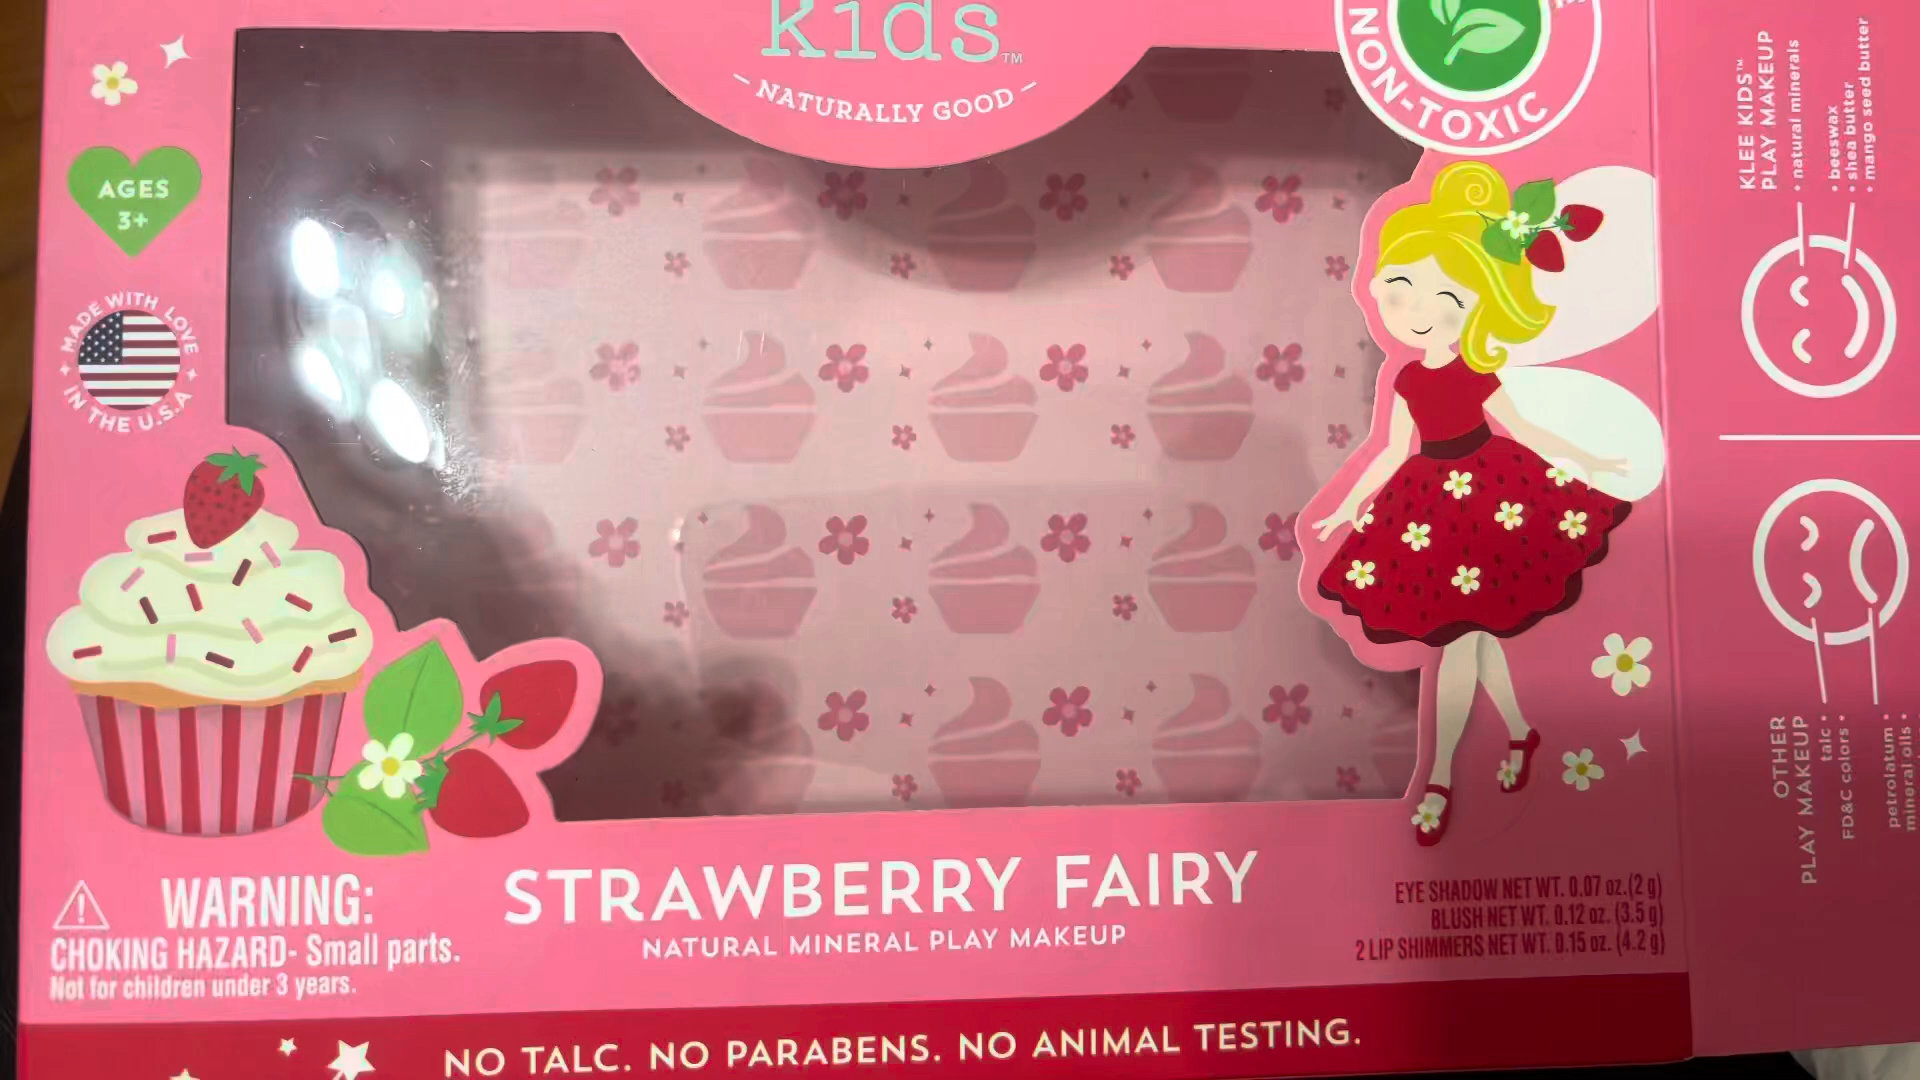 kids™
NATURALLY GOOD
NON-TOXIC
AGES
3+
MADE WITH LOVE
IN THE U.S.A
WARNING:
CHOKING HAZARD- Small parts.
Not for children under 3 years.
STRAWBERRY FAIRY
NATURAL MINERAL PLAY MAKEUP
EYE SHADOW NET WT. 0.07 oz.(2 g)
BLUSH NET WT. 0.12 oz. (3.5 g)
2 LIP SHIMMERS NET WT. 0.15 oz. (4.2 g)
NO TALC. NO PARABENS. NO ANIMAL TESTING.
KLEE KIDS™
PLAY MAKEUP
• natural minerals
• beeswax
• shea butter
• mango seed butter
OTHER
PLAY MAKEUP
talc •
FD&C colors •
petrolatum •
mineral oils •